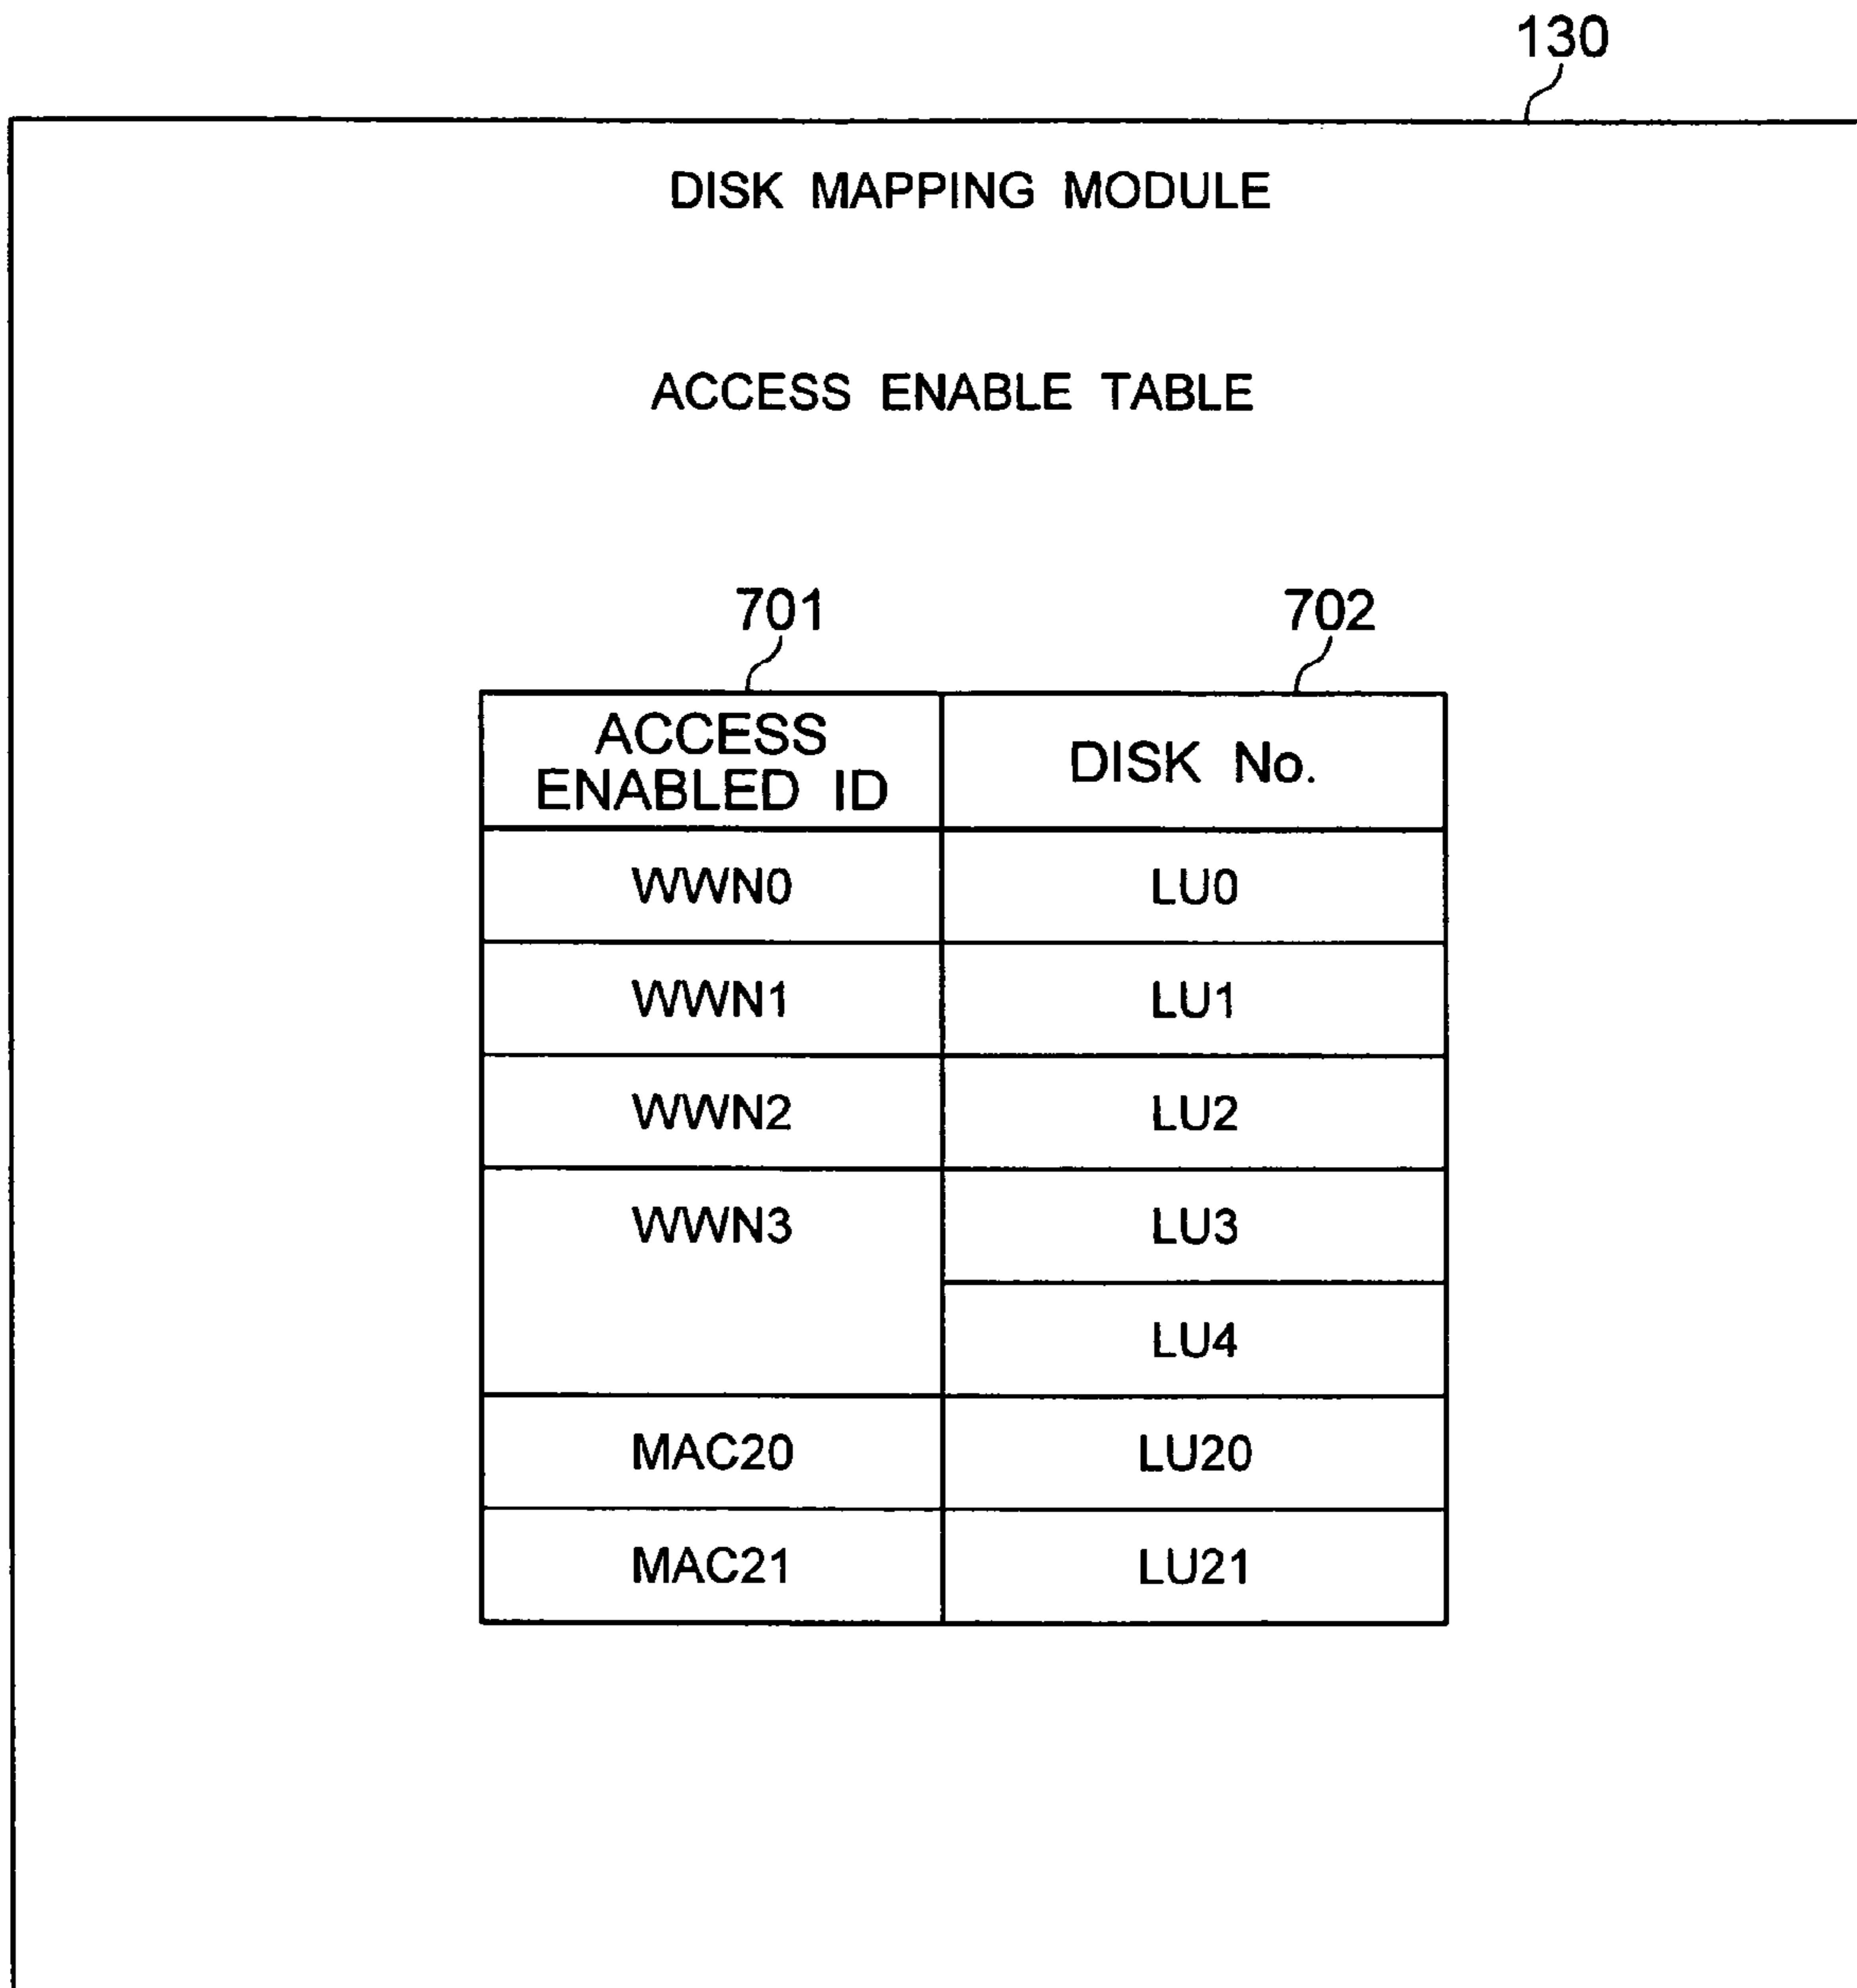 130
DISK MAPPING MODULE
ACCESS ENABLE TABLE
701 702
ACCESS
ENABLED ID
DISK No.
WWN0 LU0
WWN1 LU1
WWN2 LU2
WWN3 LU3
LU4
MAC20 LU20
MAC21 LU21